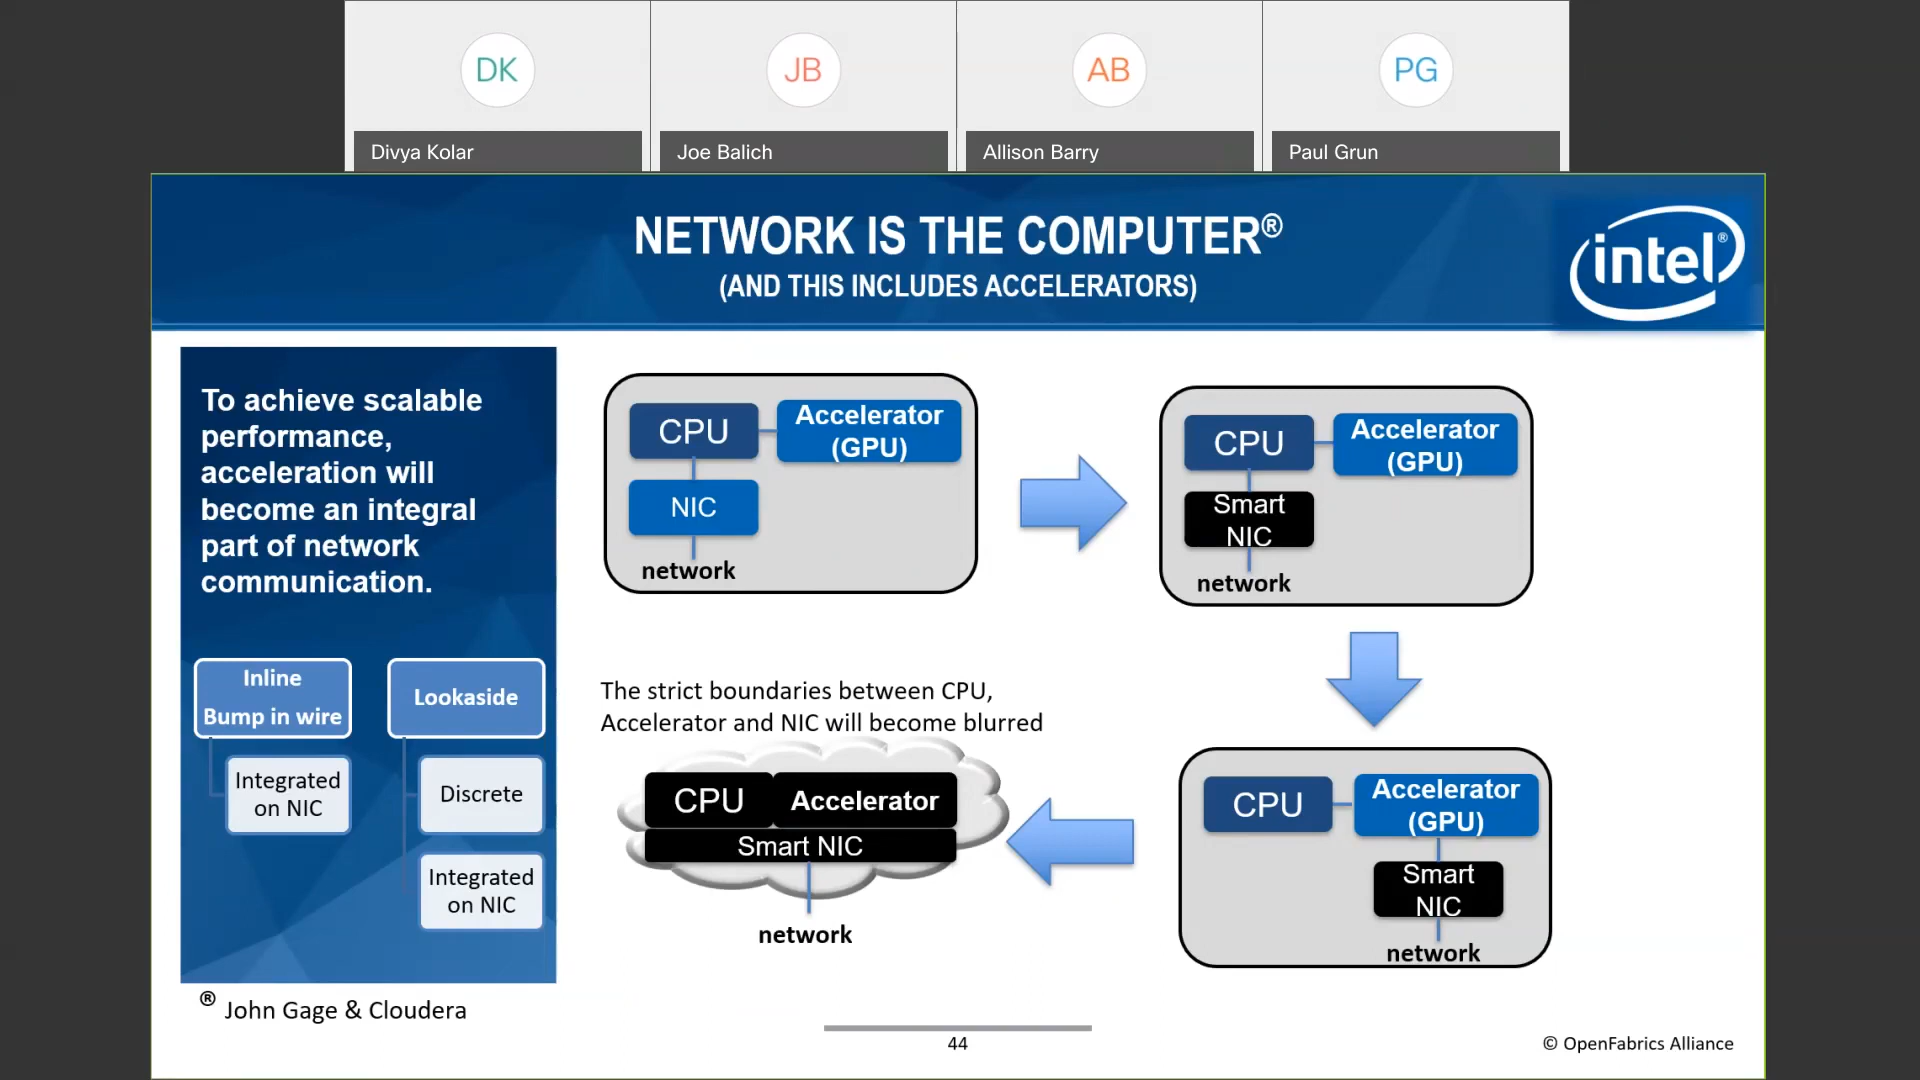 DK
JB
AB
PG
Divya Kolar
Joe Balich
Allison Barry
Paul Grun
NETWORK IS THE COMPUTER®
(AND THIS INCLUDES ACCELERATORS)
intel®
To achieve scalable
performance,
acceleration will
become an integral
part of network
communication.
Inline
Bump in wire
Integrated
on NIC
Lookaside
Discrete
Integrated
on NIC
CPU
Accelerator
(GPU)
NIC
network
CPU
Accelerator
(GPU)
Smart
NIC
network
CPU
Accelerator
(GPU)
Smart
NIC
network
The strict boundaries between CPU,
Accelerator and NIC will become blurred
CPU
Accelerator
Smart NIC
network
® John Gage & Cloudera
44
© OpenFabrics Alliance